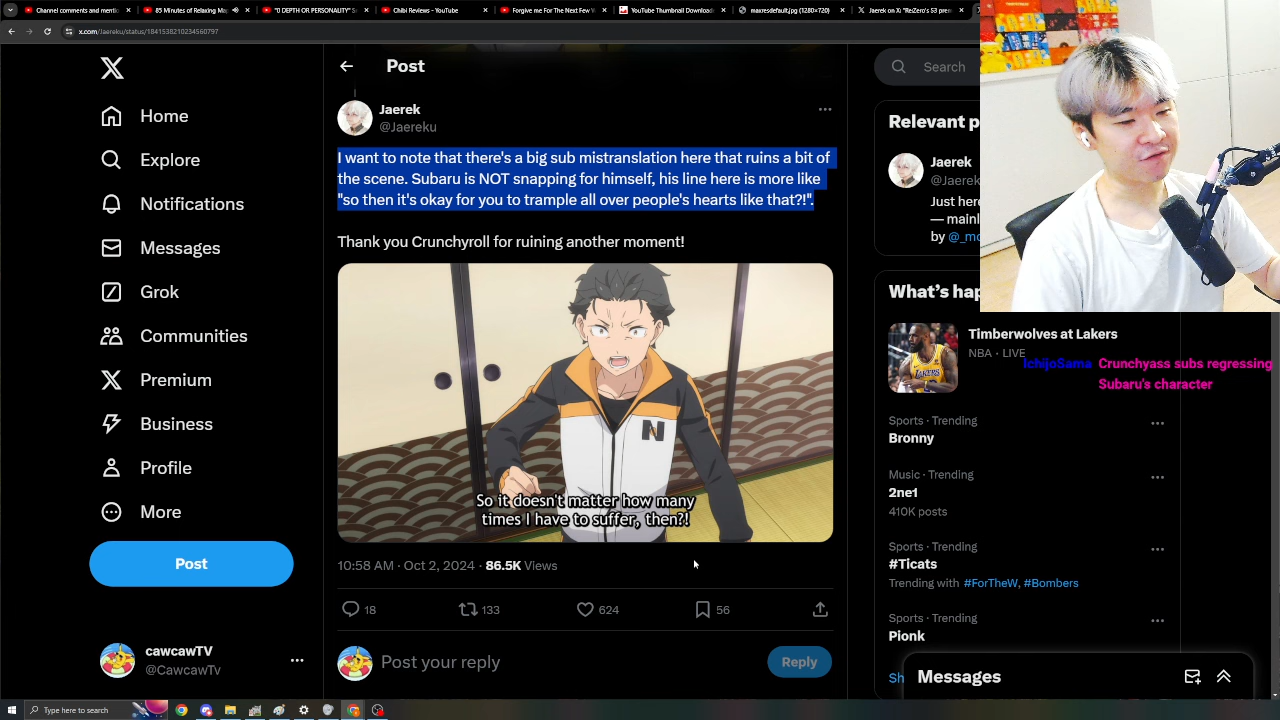 Channel comments and menti
85 Minutes of Relaxing Ma
"0 DEPTH OR PERSONALITY" S
Chibi Reviews - YouTube
Forgive me For The Next Few
YouTube Thumbnail Download
maxresdefault.jpg (1280×720)
Jaerek on X: "Re:Zero's S3 pren
x.com/Jaereku/status/1841538210234560797
Home
Explore
Notifications
Messages
Grok
Communities
Premium
Business
Profile
More
Post
cawcawTV
@CawcawTv
Post
Jaerek
@Jaereku
I want to note that there's a big sub mistranslation here that ruins a bit of
the scene. Subaru is NOT snapping for himself, his line here is more like
"so then it's okay for you to trample all over people's hearts like that?!".
Thank you Crunchyroll for ruining another moment!
N
So it doesn't matter how many
times I have to suffer, then?!
10:58 AM · Oct 2, 2024 · 86.5K Views
18
133
624
56
Post your reply
Reply
Search
Relevant p
Jaerek
@Jaerek
Just here
— mainl
by @_mo
What's hap
Timberwolves at Lakers
NBA · LIVE
IchijoSama Crunchyass subs regressing
Subaru's character
Sports · Trending
Bronny
Music · Trending
2ne1
410K posts
Sports · Trending
#Ticats
Trending with #ForTheW, #Bombers
Sports · Trending
Pionk
Sh
Messages
Type here to search